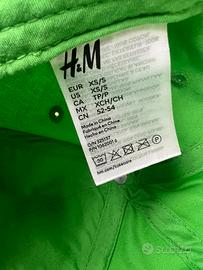 H&M
EUR XS/S
US XS/S
CA TP/P
MX XCH/CH
CN 52-54
Made in China
Fabriqué en Chine
Hecho en China
O/N 325137
hm.com/
subito